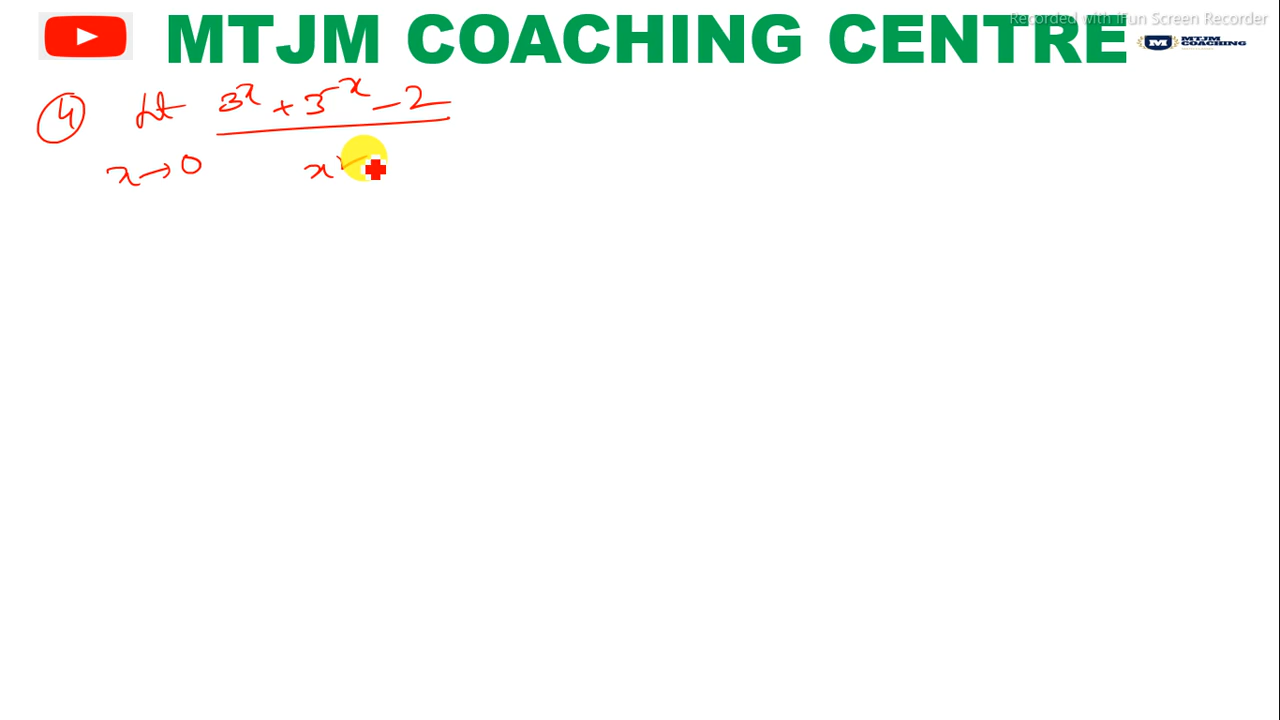 Recorded with iFun Screen Recorder
MTJM COACHING CENTRE
MTJM
COACHING
④ Lt 3^x + 3^-x - 2
x→0 x